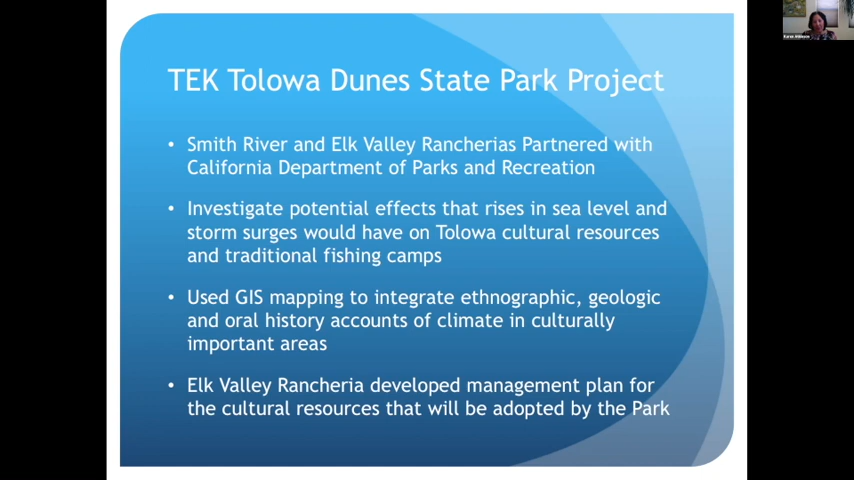 TEK Tolowa Dunes State Park Project
• Smith River and Elk Valley Rancherias Partnered with
California Department of Parks and Recreation
• Investigate potential effects that rises in sea level and
storm surges would have on Tolowa cultural resources
and traditional fishing camps
• Used GIS mapping to integrate ethnographic, geologic
and oral history accounts of climate in culturally
important areas
• Elk Valley Rancheria developed management plan for
the cultural resources that will be adopted by the Park